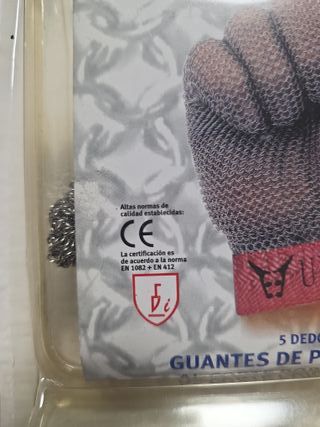 Altas normas de
calidad establecidas:
CE
La certificación es
de acuerdo a la norma
EN 1082 + EN 412
i
U
5 DED
GUANTES DE P